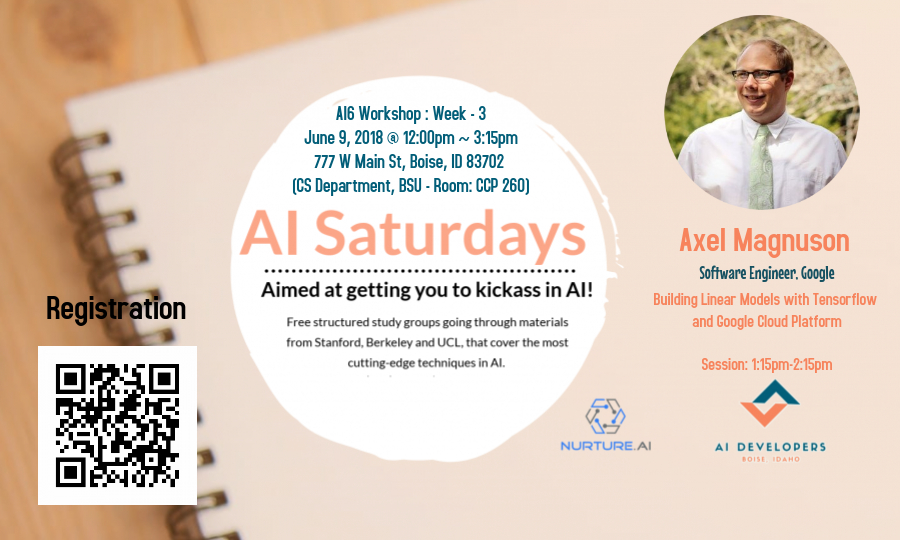 AI6 Workshop : Week - 3
June 9, 2018 @ 12:00pm ~ 3:15pm
777 W Main St, Boise, ID 83702
(CS Department, BSU - Room: CCP 260)
AI Saturdays
Aimed at getting you to kickass in AI!
Free structured study groups going through materials
from Stanford, Berkeley and UCL, that cover the most
cutting-edge techniques in AI.
Registration
Axel Magnuson
Software Engineer, Google
Building Linear Models with Tensorflow
and Google Cloud Platform
Session: 1:15pm-2:15pm
NURTURE.AI
AI DEVELOPERS
BOISE, IDAHO